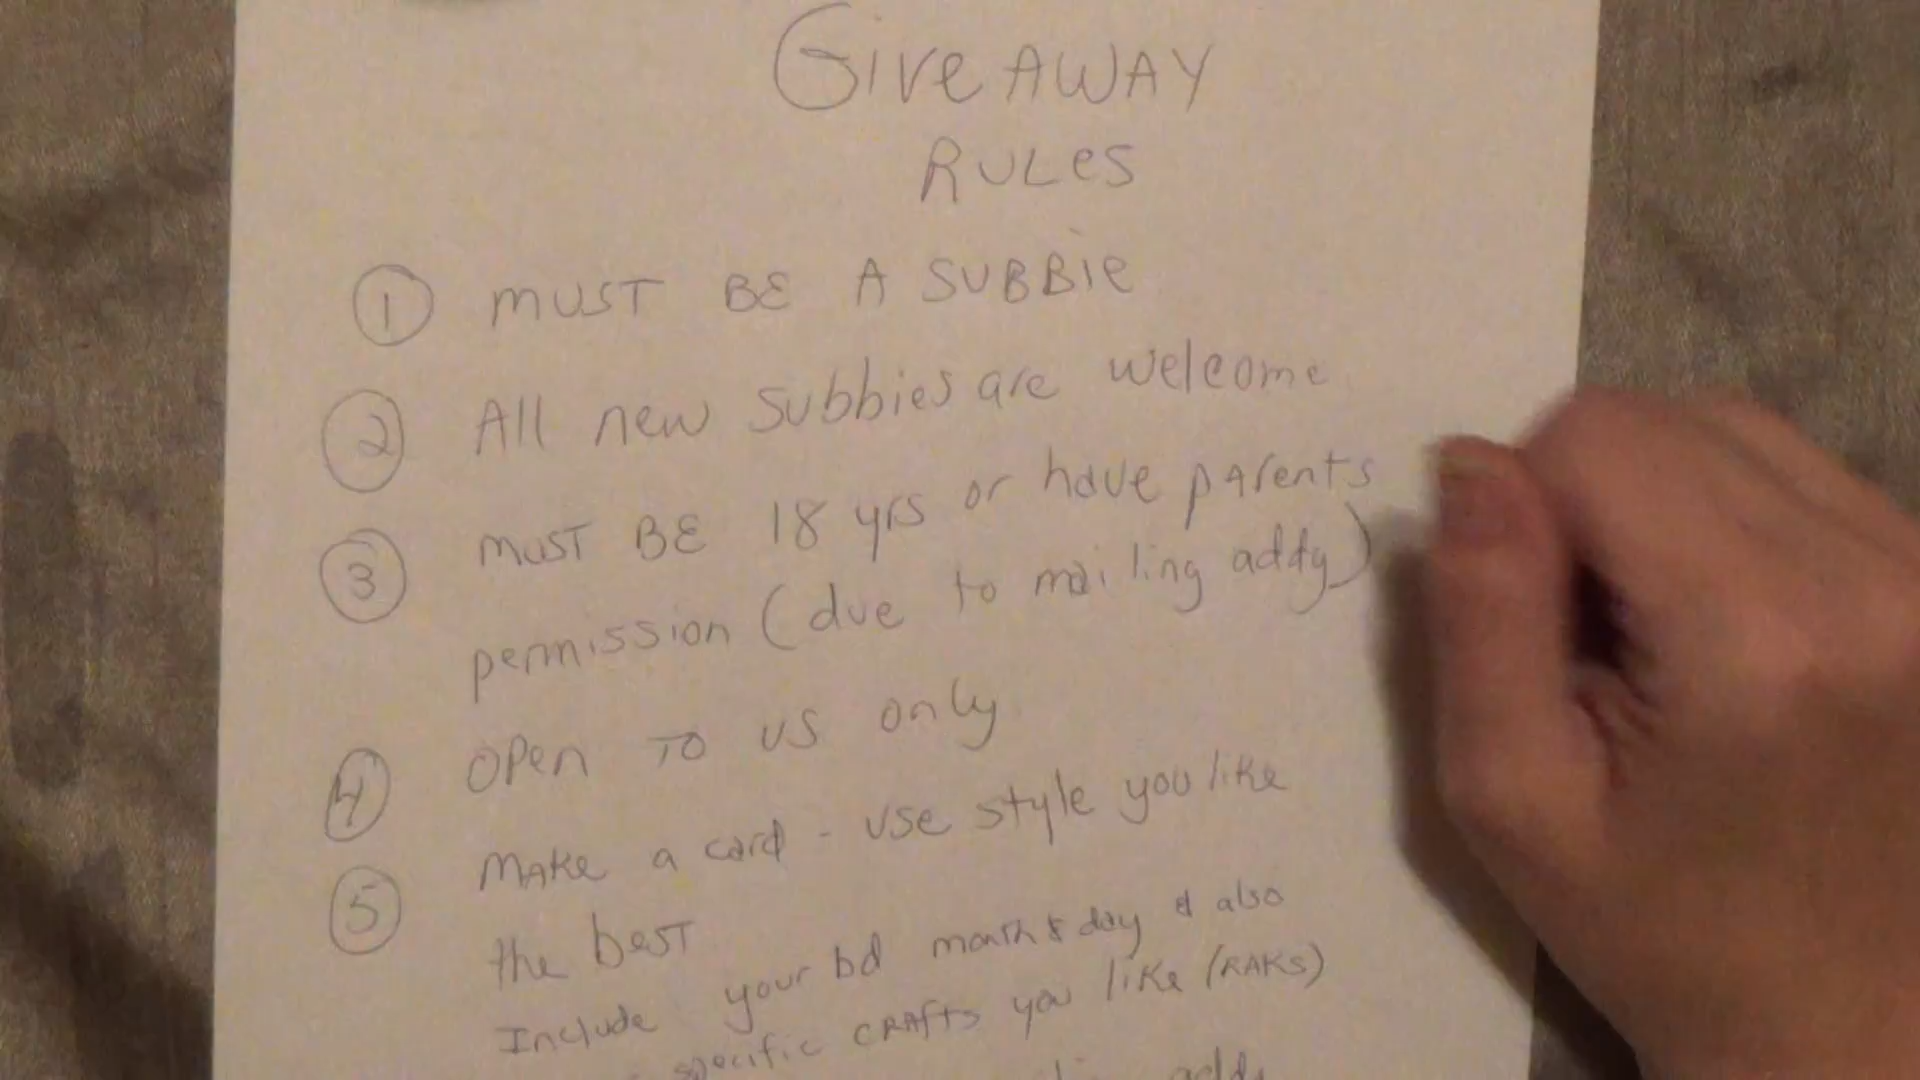 GiveAWAY
RULes
1 MUST BE A SUBBIe
2 All new subbies are welcome
3 MUST BE 18 yrs or have pArents
permission (due to mailing addy)
4 OPen TO US only
5 MAKe a card - use style you like
the best
Include your bd month & day & also
specific CRAfts you like (RAKS)
addy